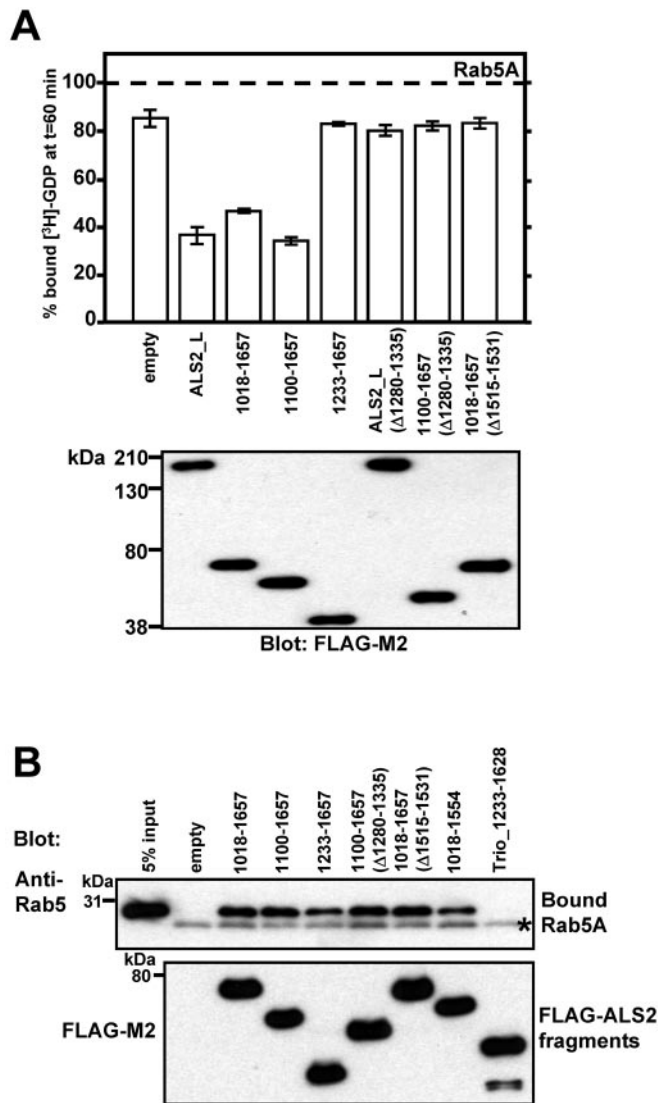 A
Rab5A
% bound [³H]-GDP at t=60 min
100
80
60
40
20
0
empty
ALS2_L
1018-1657
1100-1657
1233-1657
ALS2_L
(Δ1280-1335)
1100-1657
(Δ1280-1335)
1018-1657
(Δ1515-1531)
kDa
210
130
80
38
Blot: FLAG-M2
B
Blot:
5% input
empty
1018-1657
1100-1657
1233-1657
1100-1657
(Δ1280-1335)
1018-1657
(Δ1515-1531)
1018-1554
Trio_1233-1628
Anti-
Rab5
kDa
31
Bound
Rab5A
*
kDa
80
FLAG-M2
FLAG-ALS2
fragments